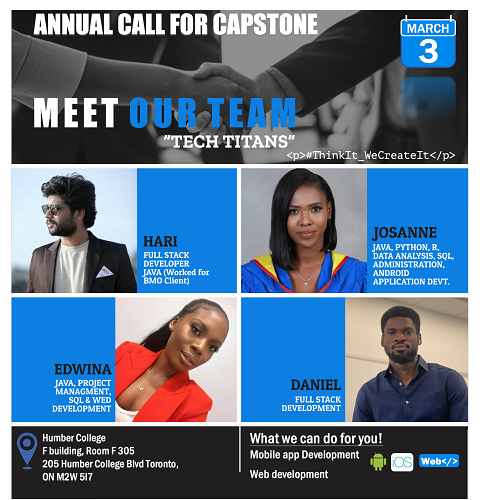 ANNUAL CALL FOR CAPSTONE
MARCH
3
MEET OUR TEAM
"TECH TITANS"
<p>#ThinkIt_WeCreateIt</p>
HARI
FULL STACK
DEVELOPER
JAVA (Worked for
BMO Client)
JOSANNE
JAVA, PYTHON, R,
DATA ANALYSIS, SQL,
ADMINISTRATION,
ANDROID
APPLICATION DEVT.
EDWINA
JAVA, PROJECT
MANAGMENT,
SQL & WED
DEVELOPMENT
DANIEL
FULL STACK
DEVELOPMENT
Humber College
F building, Room F 305
205 Humber College Blvd Toronto,
ON M2W 5I7
What we can do for you!
Mobile app Development
Web development
iOS
Web</>